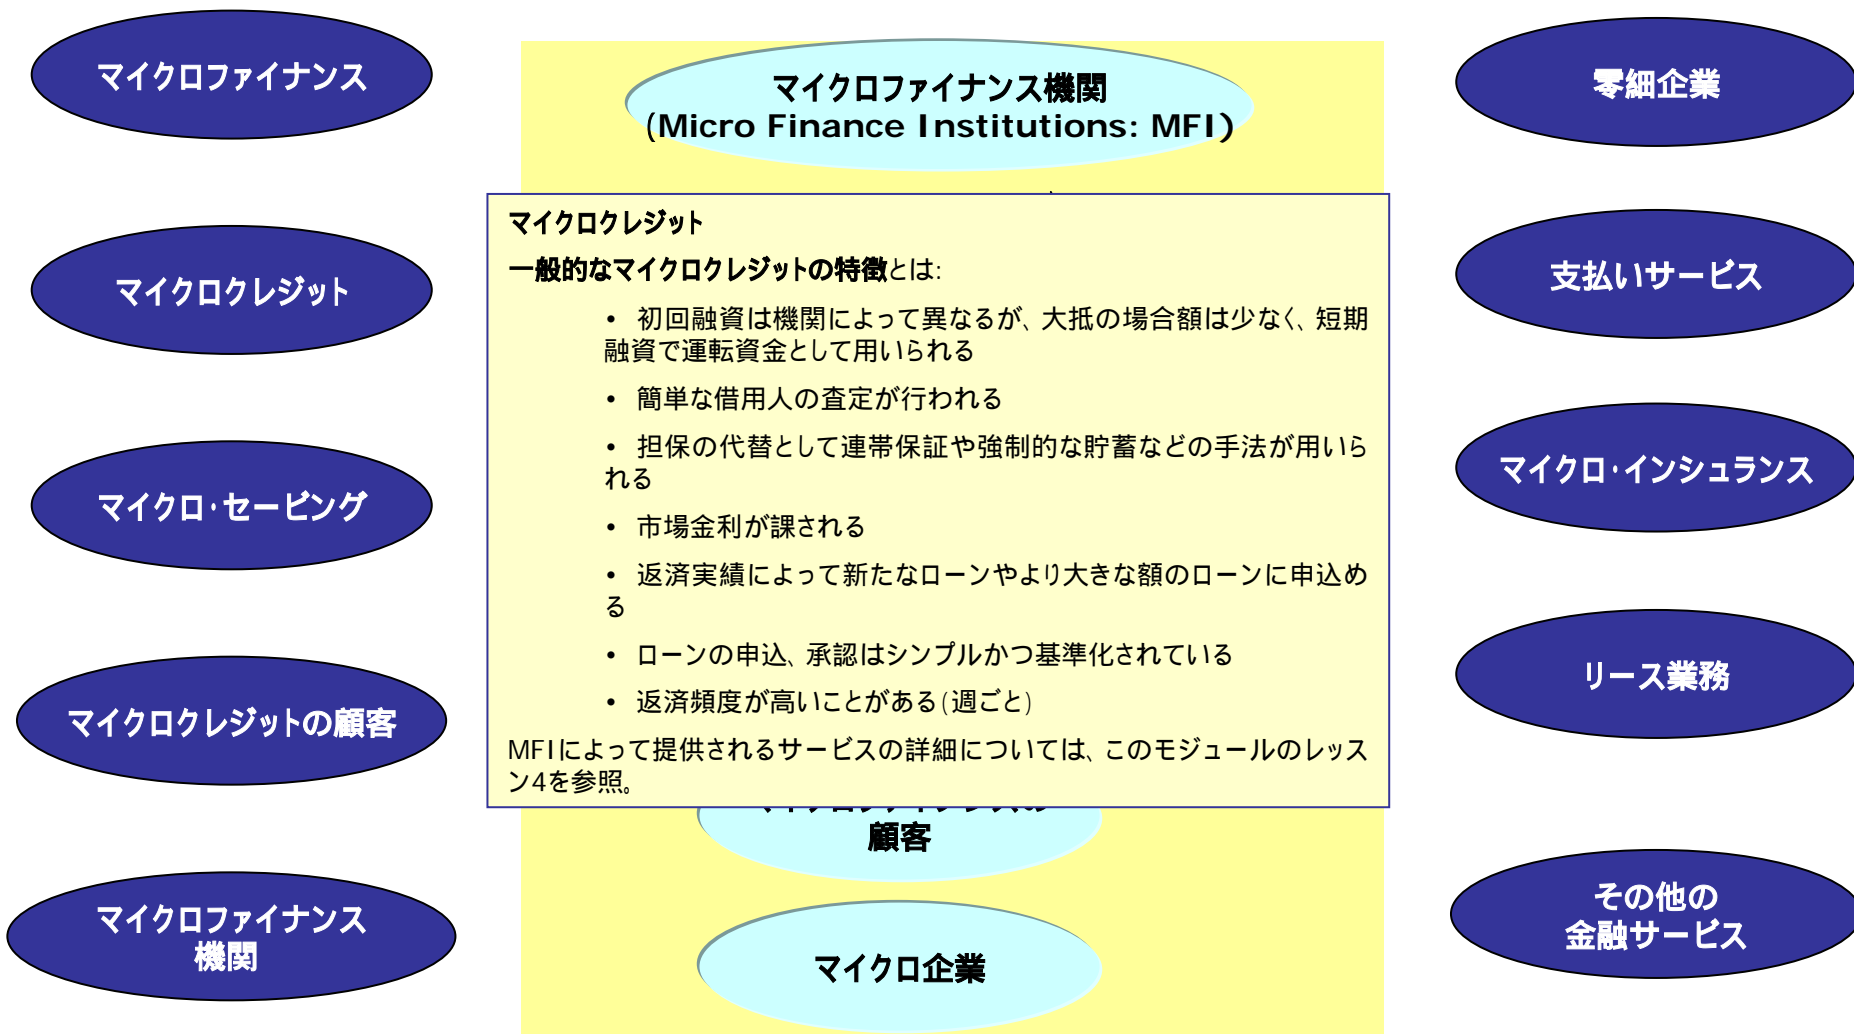 マイクロファイナンス
マイクロクレジット
マイクロ・セービング
マイクロクレジットの顧客
マイクロファイナンス
機関
マイクロファイナンス機関
(Micro Finance Institutions: MFI)
マイクロクレジット
一般的なマイクロクレジットの特徴とは:
• 初回融資は機関によって異なるが、大抵の場合額は少なく、短期
融資で運転資金として用いられる
• 簡単な借用人の査定が行われる
• 担保の代替として連帯保証や強制的な貯蓄などの手法が用いら
れる
• 市場金利が課される
• 返済実績によって新たなローンやより大きな額のローンに申込め
る
• ローンの申込、承認はシンプルかつ基準化されている
• 返済頻度が高いことがある(週ごと)
MFIによって提供されるサービスの詳細については、このモジュールのレッス
ン4を参照。
顧客
マイクロ企業
零細企業
支払いサービス
マイクロ・インシュランス
リース業務
その他の
金融サービス